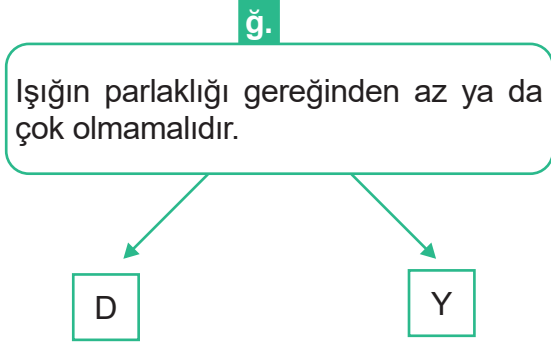 ğ.
Işığın parlaklığı gereğinden az ya da
çok olmamalıdır.
D
Y